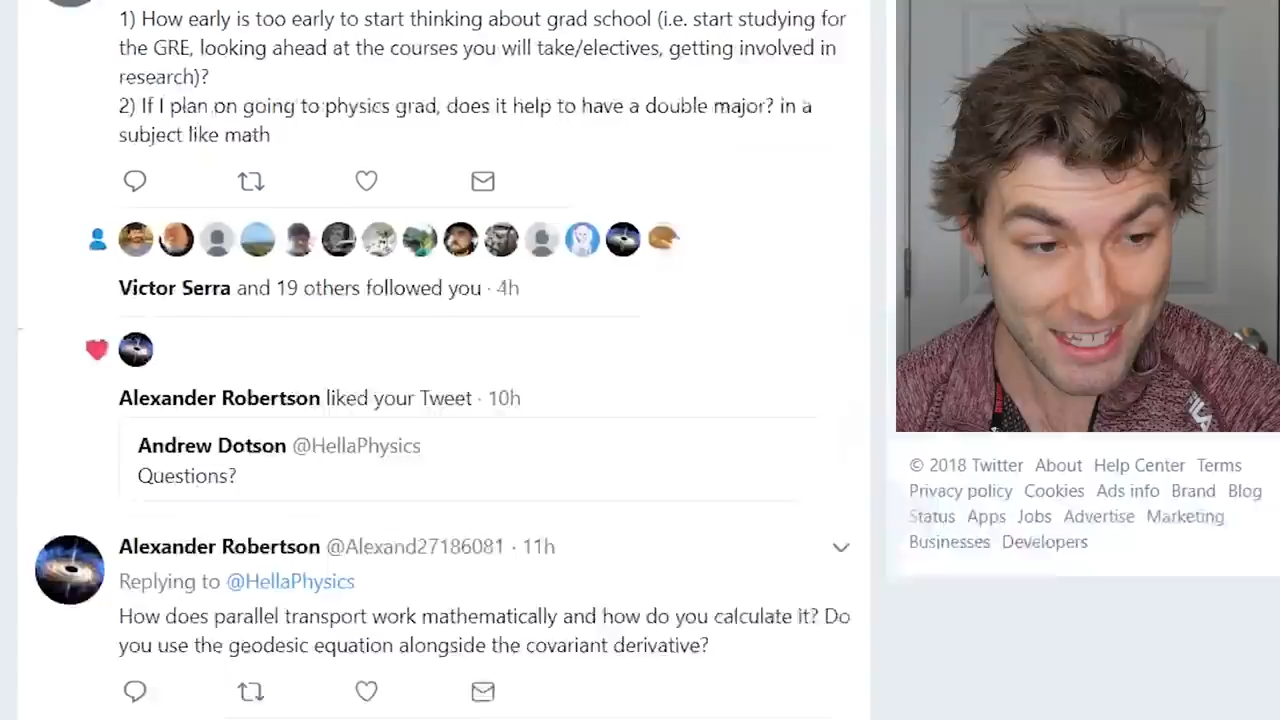 1) How early is too early to start thinking about grad school (i.e. start studying for
the GRE, looking ahead at the courses you will take/electives, getting involved in
research)?
2) If I plan on going to physics grad, does it help to have a double major? in a
subject like math
Victor Serra and 19 others followed you · 4h
Alexander Robertson liked your Tweet · 10h
Andrew Dotson @HellaPhysics
Questions?
Alexander Robertson @Alexand27186081 · 11h
Replying to @HellaPhysics
How does parallel transport work mathematically and how do you calculate it? Do
you use the geodesic equation alongside the covariant derivative?
FILA
© 2018 Twitter About Help Center Terms
Privacy policy Cookies Ads info Brand Blog
Status Apps Jobs Advertise Marketing
Businesses Developers